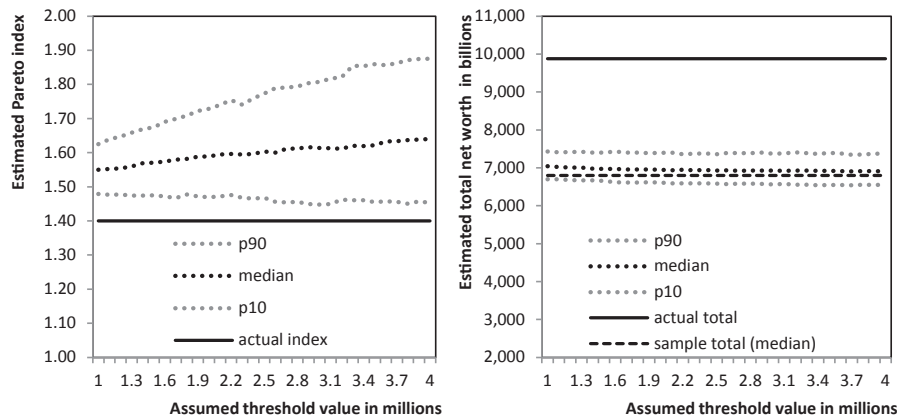 Estimated Pareto index
2.00
1.90
1.80
1.70
1.60
1.50
1.40
1.30
1.20
1.10
1.00
p90
median
p10
actual index
1 1.3 1.6 1.9 2.2 2.5 2.8 3.1 3.4 3.7 4
Assumed threshold value in millions
Estimated total net worth in billions
11,000
10,000
9,000
8,000
7,000
6,000
5,000
4,000
3,000
2,000
p90
median
p10
actual total
sample total (median)
1 1.3 1.6 1.9 2.2 2.5 2.8 3.1 3.4 3.7 4
Assumed threshold value in millions